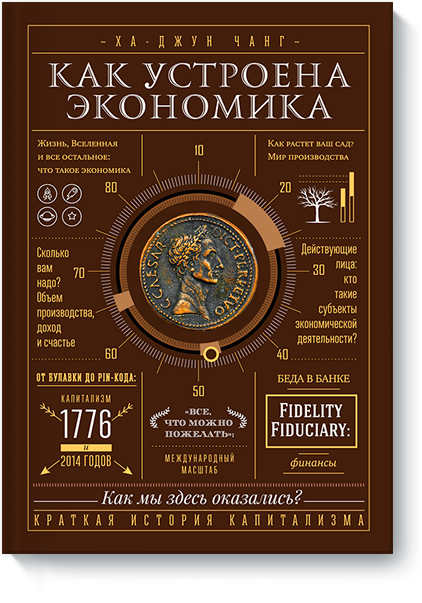 ~ ХА-ДЖУН ЧАНГ ~
КАК УСТРОЕНА
ЭКОНОМИКА
Жизнь, Вселенная
и все остальное:
что такое экономика
Как растет ваш сад?
Мир производства
10
80
20
Сколько
вам
надо?
Объем
производства,
доход
и счастье
70
CAESAR DICT PERPETVO
30
Действующие
лица:
кто
такие
субъекты
экономической
деятельности?
60
40
50
ОТ БУЛАВКИ ДО PIN-КОДА:
КАПИТАЛИЗМ
1776
и
2014 ГОДОВ
«ВСЕ,
ЧТО МОЖНО
ПОЖЕЛАТЬ»:
МЕЖДУНАРОДНЫЙ
МАСШТАБ
БЕДА В БАНКЕ
FIDELITY
FIDUCIARY:
финансы
Как мы здесь оказались?
КРАТКАЯ ИСТОРИЯ КАПИТАЛИЗМА